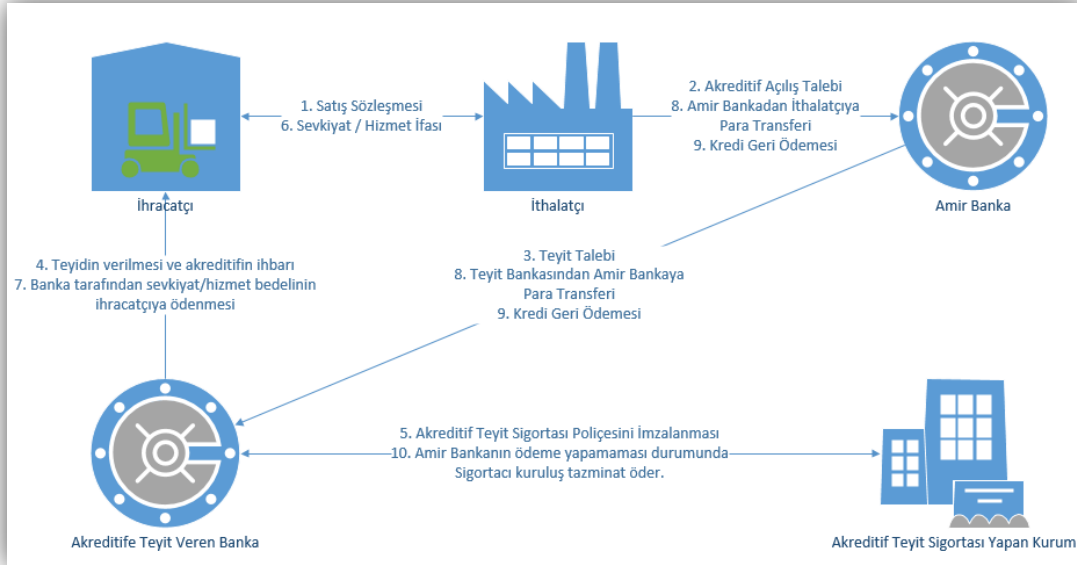 1. Satış Sözleşmesi
6. Sevkiyat / Hizmet İfası
2. Akreditif Açılış Talebi
8. Amir Bankadan İthalatçıya
Para Transferi
9. Kredi Geri Ödemesi
İhracatçı
İthalatçı
Amir Banka
4. Teyidin verilmesi ve akreditifin ihbarı
7. Banka tarafından sevkiyat/hizmet bedelinin
ihracatçıya ödenmesi
3. Teyit Talebi
8. Teyit Bankasından Amir Bankaya
Para Transferi
9. Kredi Geri Ödemesi
5. Akreditif Teyit Sigortası Poliçesini İmzalanması
10. Amir Bankanın ödeme yapamaması durumunda
Sigortacı kuruluş tazminat öder.
Akreditife Teyit Veren Banka
Akreditif Teyit Sigortası Yapan Kurum